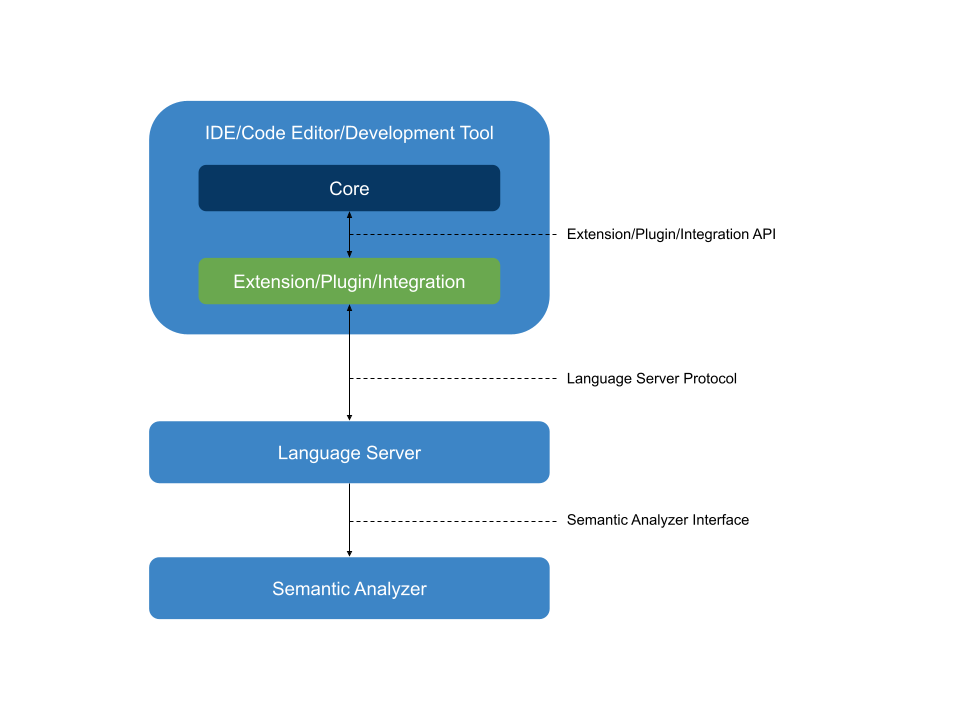 IDE/Code Editor/Development Tool
Core
Extension/Plugin/Integration API
Extension/Plugin/Integration
Language Server Protocol
Language Server
Semantic Analyzer Interface
Semantic Analyzer